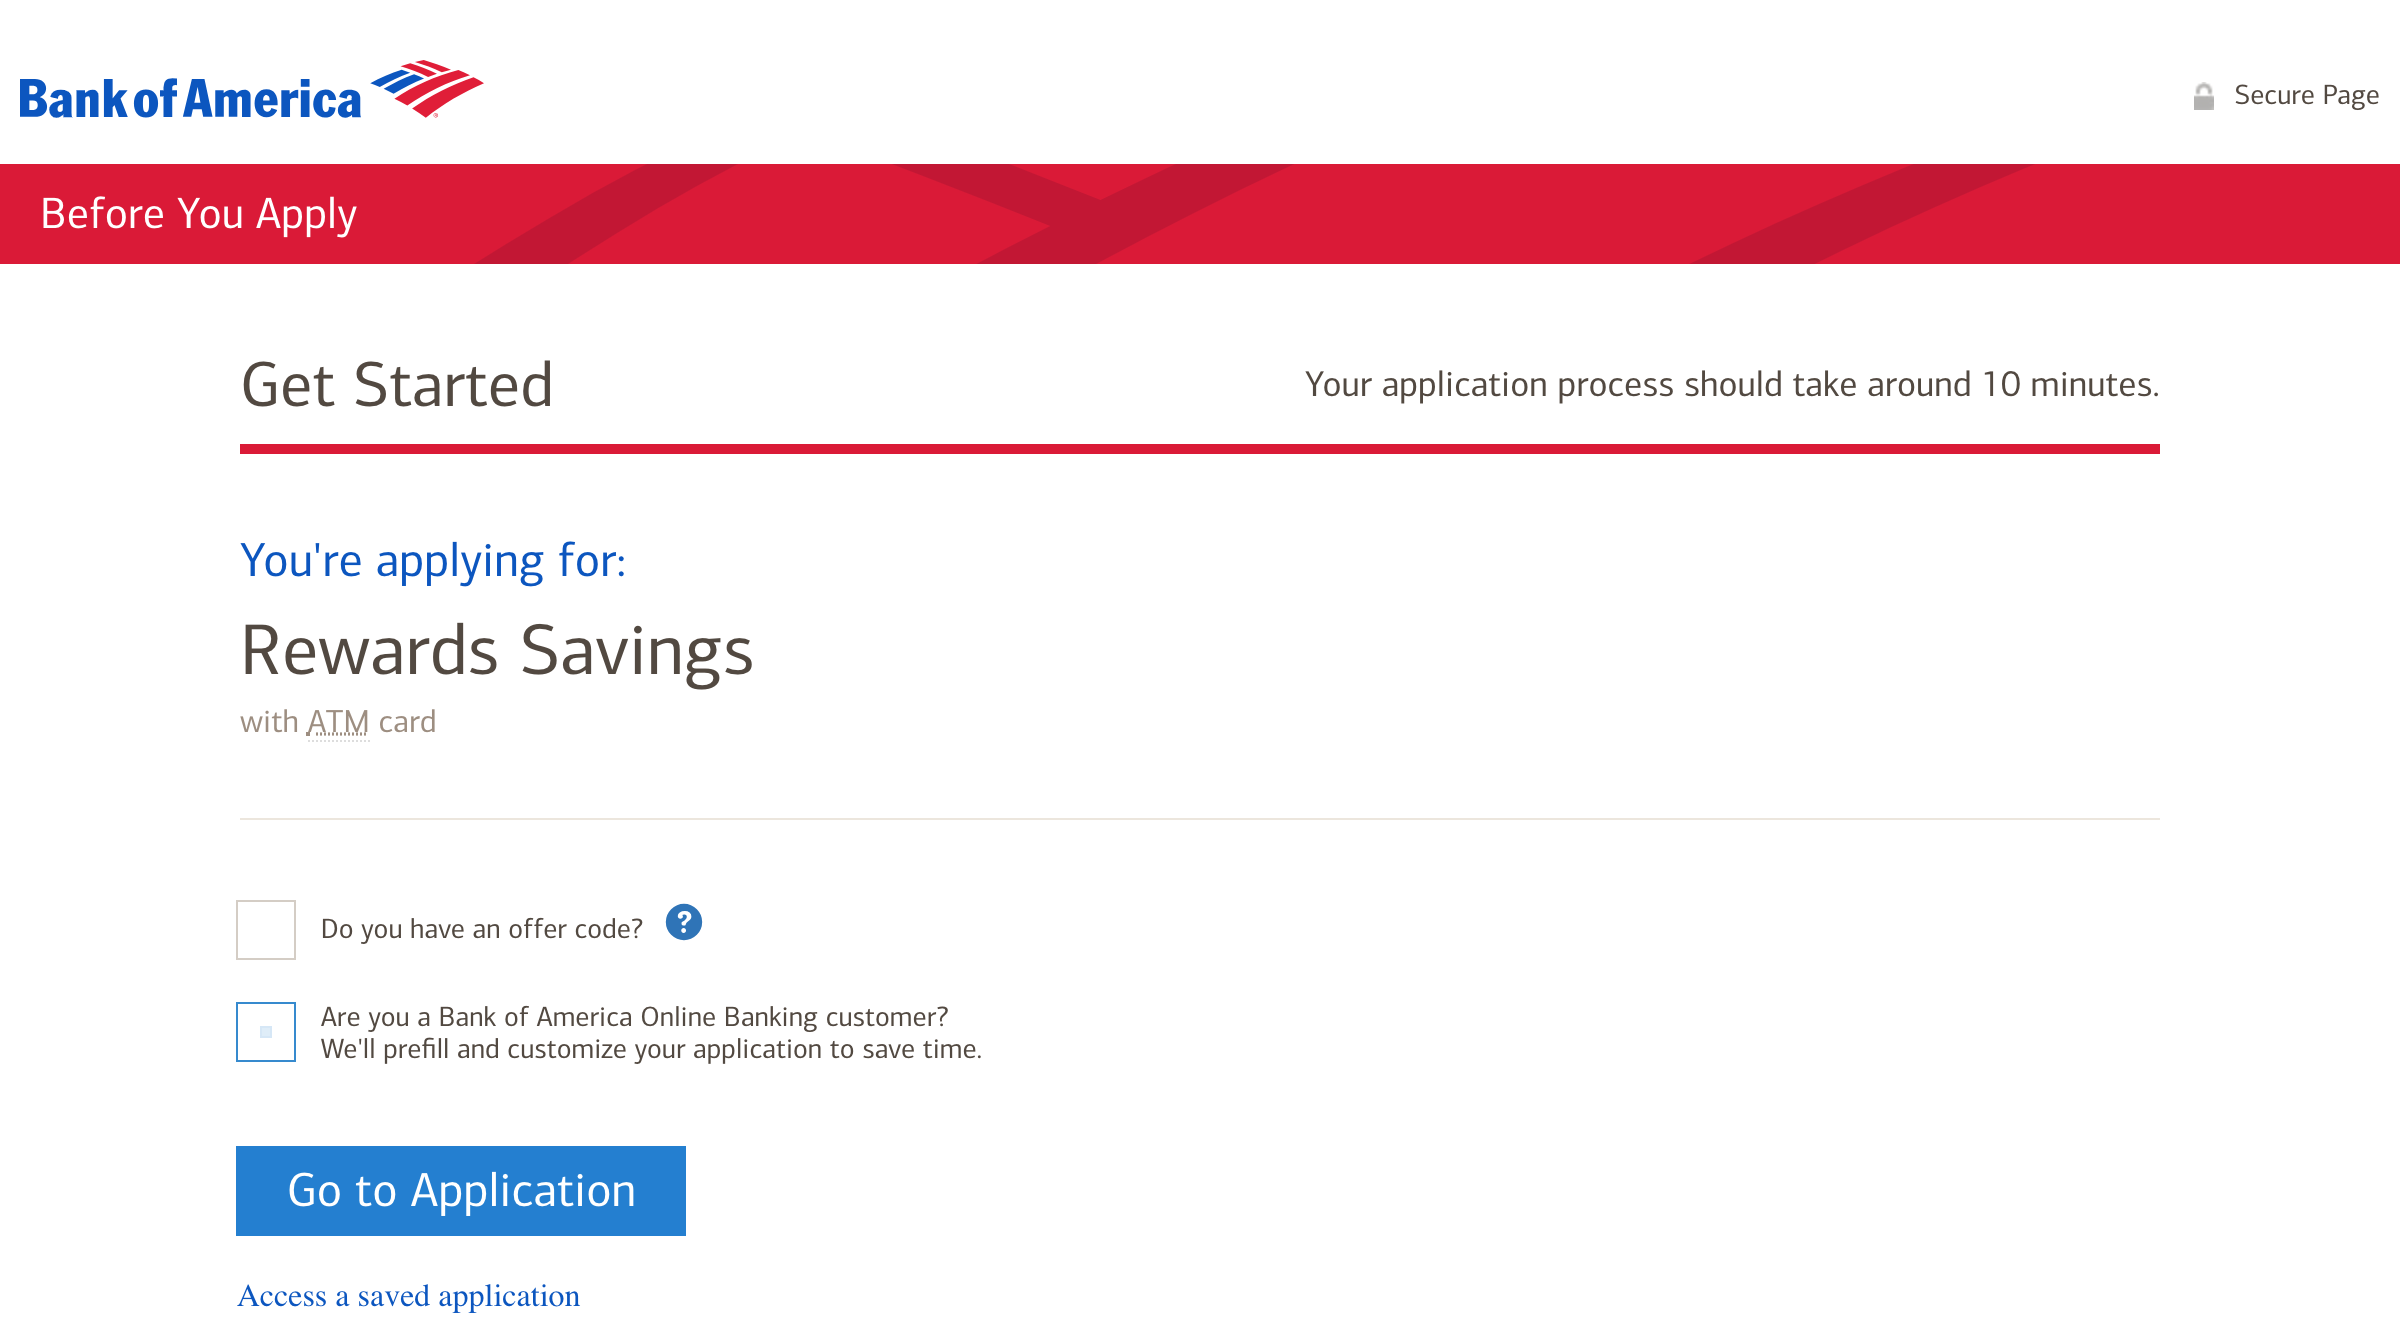 Bank of America
Secure Page
Before You Apply
Get Started
Your application process should take around 10 minutes.
You're applying for:
Rewards Savings
with ATM card
Do you have an offer code?
?
Are you a Bank of America Online Banking customer?
We'll prefill and customize your application to save time.
Go to Application
Access a saved application